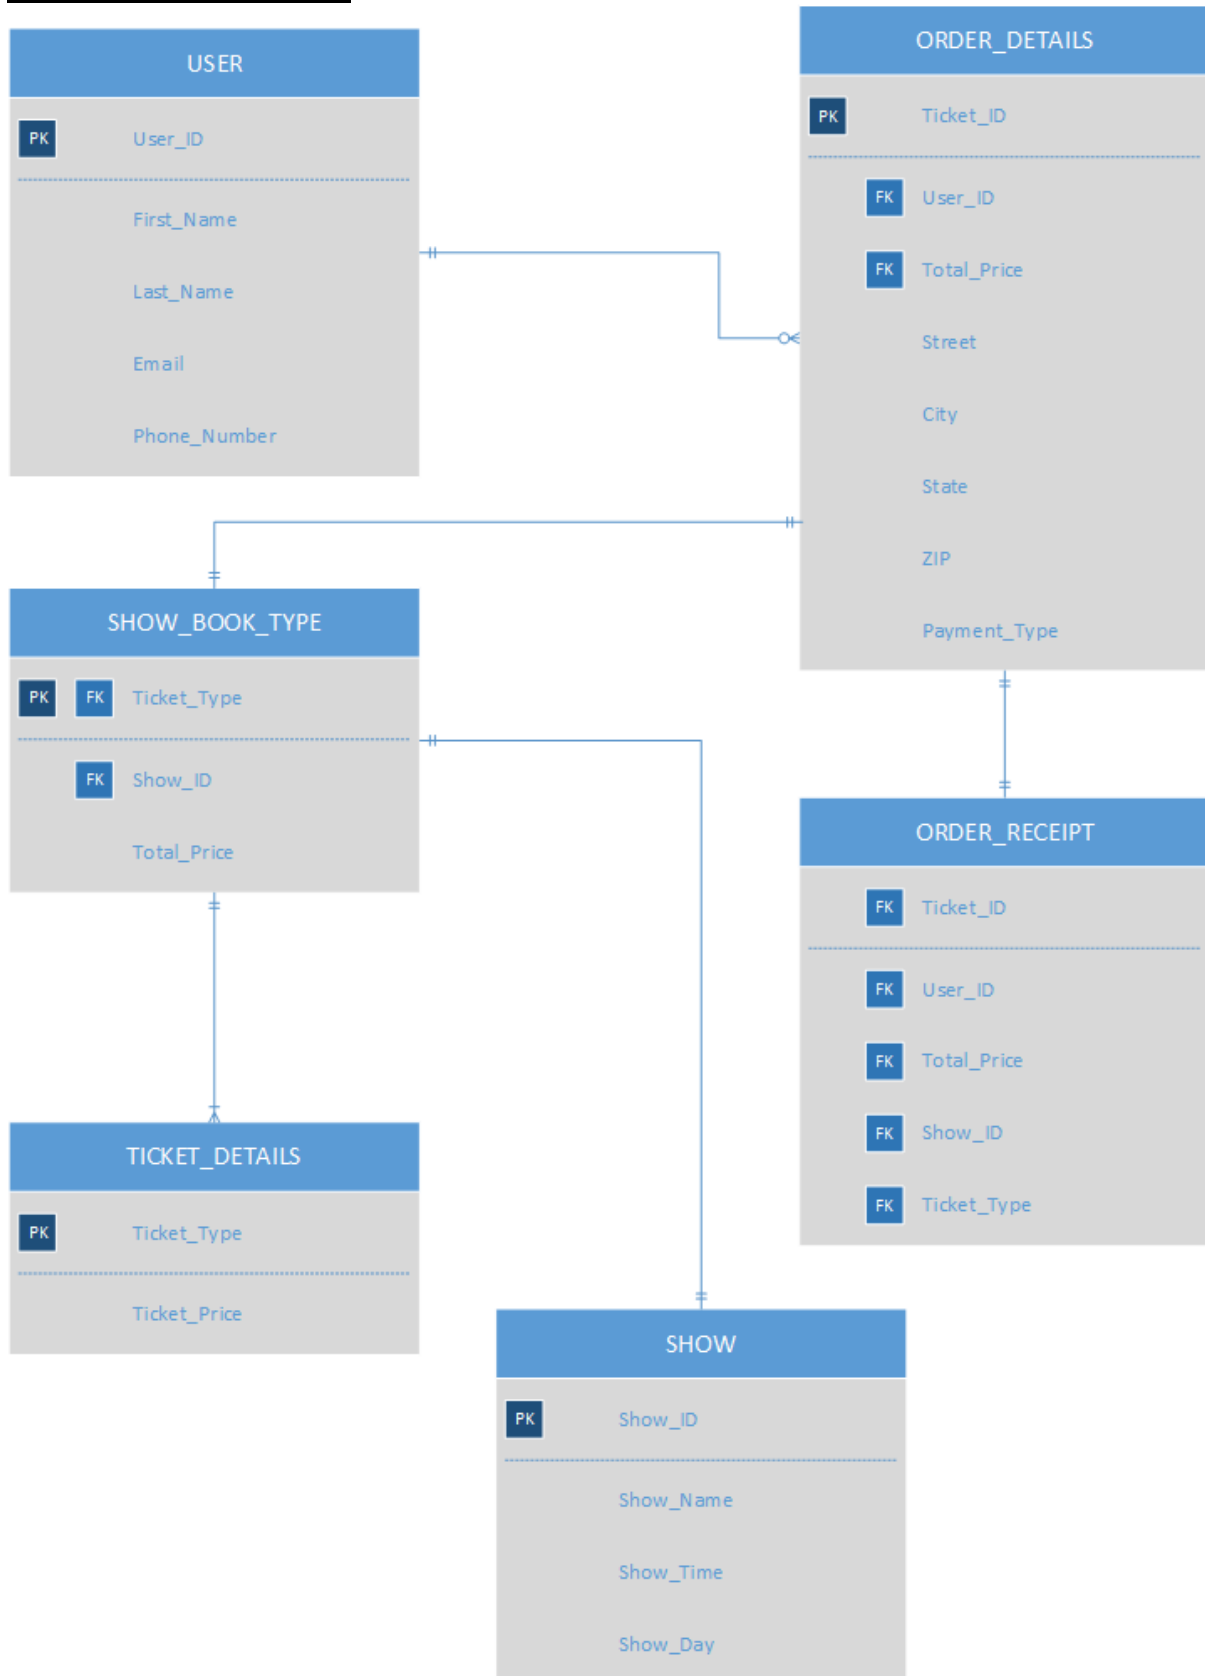 USER
PK User_ID
First_Name
Last_Name
Email
Phone_Number
ORDER_DETAILS
PK Ticket_ID
FK User_ID
FK Total_Price
Street
City
State
ZIP
Payment_Type
SHOW_BOOK_TYPE
PK FK Ticket_Type
FK Show_ID
Total_Price
ORDER_RECEIPT
FK Ticket_ID
FK User_ID
FK Total_Price
FK Show_ID
FK Ticket_Type
TICKET_DETAILS
PK Ticket_Type
Ticket_Price
SHOW
PK Show_ID
Show_Name
Show_Time
Show_Day